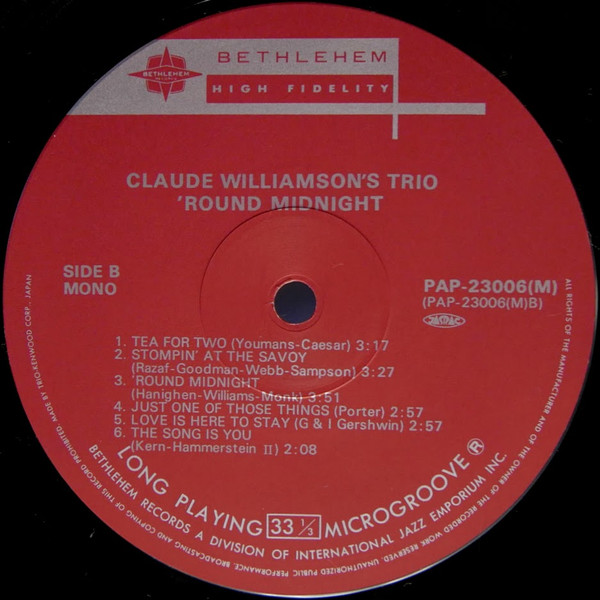 BETHLEHEM
BETHLEHEM
RECORDS
HIGH FIDELITY
CLAUDE WILLIAMSON'S TRIO
'ROUND MIDNIGHT
SIDE B
MONO
PAP-23006(M)
(PAP-23006(M)B)
JASRAC
1. TEA FOR TWO (Youmans-Caesar) 3:17
2. STOMPIN' AT THE SAVOY
(Razaf-Goodman-Webb-Sampson) 3:27
3. 'ROUND MIDNIGHT
(Hanighen-Williams-Monk) 3:51
4. JUST ONE OF THOSE THINGS (Porter) 2:57
5. LOVE IS HERE TO STAY (G & I Gershwin) 2:57
6. THE SONG IS YOU
(Kern-Hammerstein II) 2:08
LONG PLAYING 33 1/3 MICROGROOVE ®
BETHLEHEM RECORDS A DIVISION OF INTERNATIONAL JAZZ EMPORIUM INC.
ALL RIGHTS OF THE MANUFACTURER AND OF THE OWNER OF THE RECORDED WORK RESERVED. UNAUTHORIZED PUBLIC PERFORMANCE, BROADCASTING AND COPYING OF THIS RECORD PROHIBITED. MADE BY TRIO-KENWOOD CORP., JAPAN